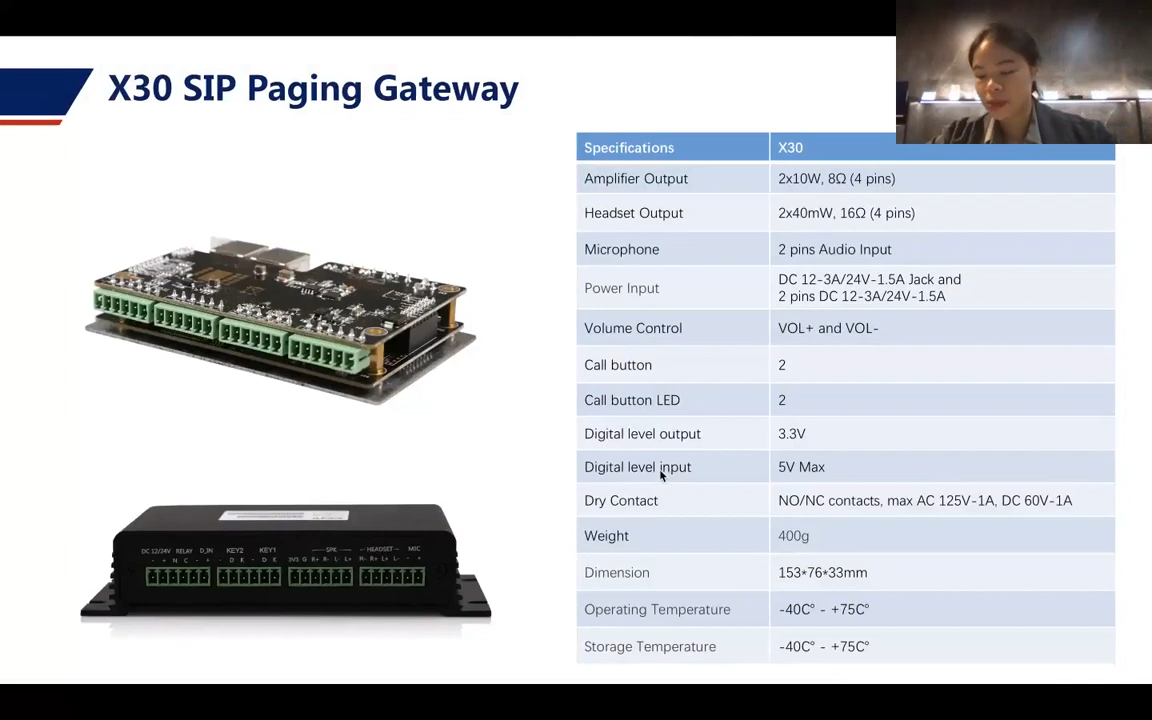 X30 SIP Paging Gateway
Specifications X30
Amplifier Output 2x10W, 8Ω (4 pins)
Headset Output 2x40mW, 16Ω (4 pins)
Microphone 2 pins Audio Input
Power Input DC 12-3A/24V-1.5A Jack and
2 pins DC 12-3A/24V-1.5A
Volume Control VOL+ and VOL-
Call button 2
Call button LED 2
Digital level output 3.3V
Digital level input 5V Max
Dry Contact NO/NC contacts, max AC 125V-1A, DC 60V-1A
Weight 400g
Dimension 153*76*33mm
Operating Temperature -40C° - +75C°
Storage Temperature -40C° - +75C°
DC 12/24V RELAY D_IN KEY2 KEY1 SPK HEADSET MIC
- + N C - + - D K - D K 3V3 G R+ R- L- L+ R- R+ L+ L- - +